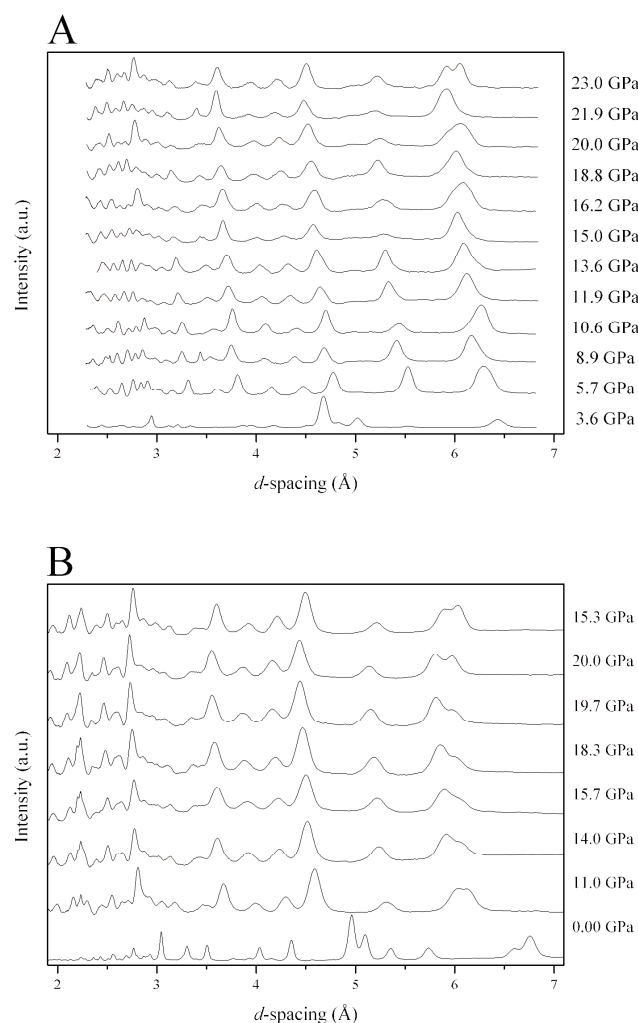 A
23.0 GPa
21.9 GPa
20.0 GPa
18.8 GPa
16.2 GPa
15.0 GPa
13.6 GPa
11.9 GPa
10.6 GPa
8.9 GPa
5.7 GPa
3.6 GPa
Intensity (a.u.)
2 3 4 5 6 7
d-spacing (Å)
B
15.3 GPa
20.0 GPa
19.7 GPa
18.3 GPa
15.7 GPa
14.0 GPa
11.0 GPa
0.00 GPa
Intensity (a.u.)
2 3 4 5 6 7
d-spacing (Å)